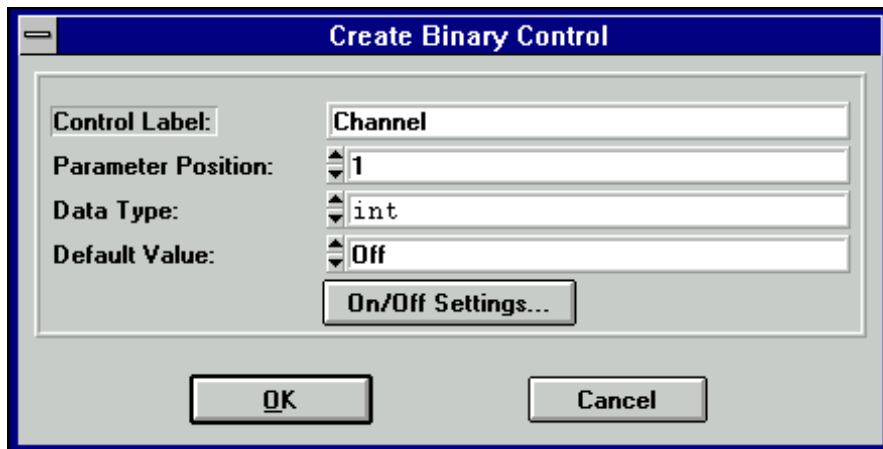 Create Binary Control
Control Label: Channel
Parameter Position: 1
Data Type: int
Default Value: Off
On/Off Settings...
OK Cancel